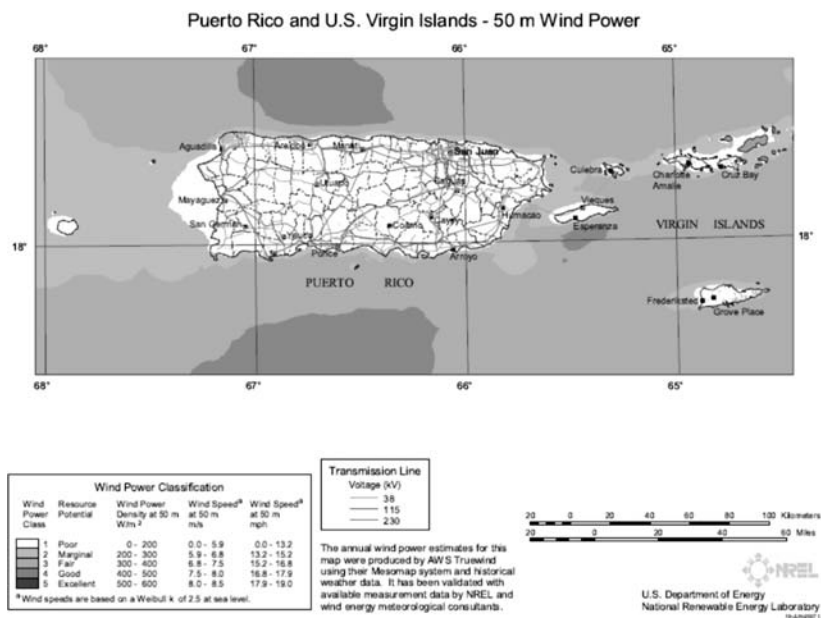 Puerto Rico and U.S. Virgin Islands - 50 m Wind Power
68° 67° 66° 65°
Aguadilla Arecibo Manati San Juan
Culebra
Charlotte Amalie
Cruz Bay
Utuado Caguas
Mayaguez
Vieques
San German Coamo Cayey Humacao
Esperanza
VIRGIN ISLANDS
18° 18°
Yauco
Ponce Arroyo
PUERTO RICO
Frederiksted
Grove Place
68° 67° 66° 65°
Wind Power Classification
Wind Power Class Resource Potential Wind Power Density at 50 m W/m² Wind Speedª at 50 m m/s Wind Speedª at 50 m mph
1 Poor 0 - 200 0.0 - 5.9 0.0 - 13.2
2 Marginal 200 - 300 5.9 - 6.8 13.2 - 15.2
3 Fair 300 - 400 6.8 - 7.5 15.2 - 16.8
4 Good 400 - 500 7.5 - 8.0 16.8 - 17.9
5 Excellent 500 - 600 8.0 - 8.5 17.9 - 19.0
ª Wind speeds are based on a Weibull k of 2.5 at sea level.
Transmission Line
Voltage (kV)
38
115
230
The annual wind power estimates for this
map were produced by AWS Truewind
using their Mesomap system and historical
weather data. It has been validated with
available measurement data by NREL and
wind energy meteorological consultants.
20 0 20 40 60 80 100 Kilometers
20 0 20 40 60 Miles
NREL
U.S. Department of Energy
National Renewable Energy Laboratory